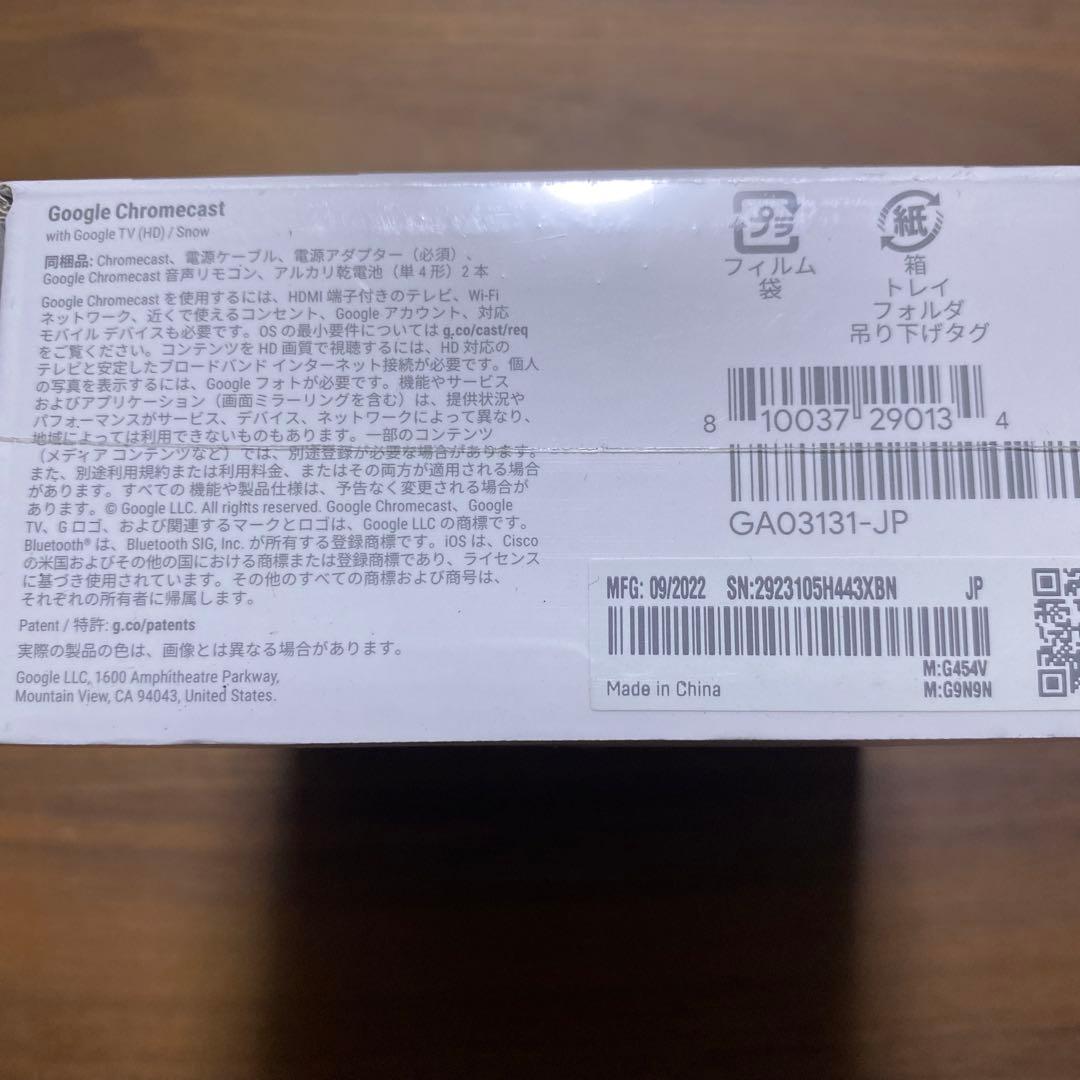 Google Chromecast
with Google TV (HD) / Snow
同梱品: Chromecast、電源ケーブル、電源アダプター（必須）、
Google Chromecast 音声リモコン、アルカリ乾電池（単 4 形）2 本
Google Chromecast を使用するには、HDMI 端子付きのテレビ、Wi-Fi
ネットワーク、近くで使えるコンセント、Google アカウント、対応
モバイル デバイスも必要です。OS の最小要件については g.co/cast/req
をご覧ください。コンテンツを HD 画質で視聴するには、HD 対応の
テレビと安定したブロードバンド インターネット接続が必要です。個人
の写真を表示するには、Google フォトが必要です。機能やサービス
およびアプリケーション（画面ミラーリングを含む）は、提供状況や
パフォーマンスがサービス、デバイス、ネットワークによって異なり、
地域によっては利用できないものもあります。一部のコンテンツ
（メディア コンテンツなど）では、別途登録が必要な場合があります。
また、別途利用規約または利用料金、またはその両方が適用される場合
があります。すべての 機能や製品仕様は、予告なく変更される場合が
あります。© Google LLC. All rights reserved. Google Chromecast、Google
TV、G ロゴ、および関連するマークとロゴは、Google LLC の商標です。
Bluetooth® は、Bluetooth SIG, Inc. が所有する登録商標です。iOS は、Cisco
の米国およびその他の国における商標または登録商標であり、ライセンス
に基づき使用されています。その他のすべての商標および商号は、
それぞれの所有者に帰属します。
Patent / 特許: g.co/patents
実際の製品の色は、画像とは異なる場合があります。
Google LLC, 1600 Amphitheatre Parkway,
Mountain View, CA 94043, United States.
プラ
フィルム
袋
紙
箱
トレイ
フォルダ
吊り下げタグ
8 10037 29013 4
GA03131-JP
MFG: 09/2022 SN:2923105H443XBN JP
M:G454V
Made in China M:G9N9N